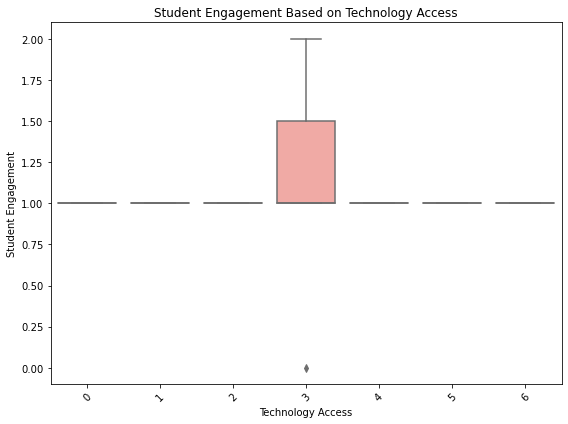 Student Engagement Based on Technology Access
2.00
1.75
1.50
1.25
1.00
0.75
0.50
0.25
0.00
Student Engagement
0 1 2 3 4 5 6
Technology Access